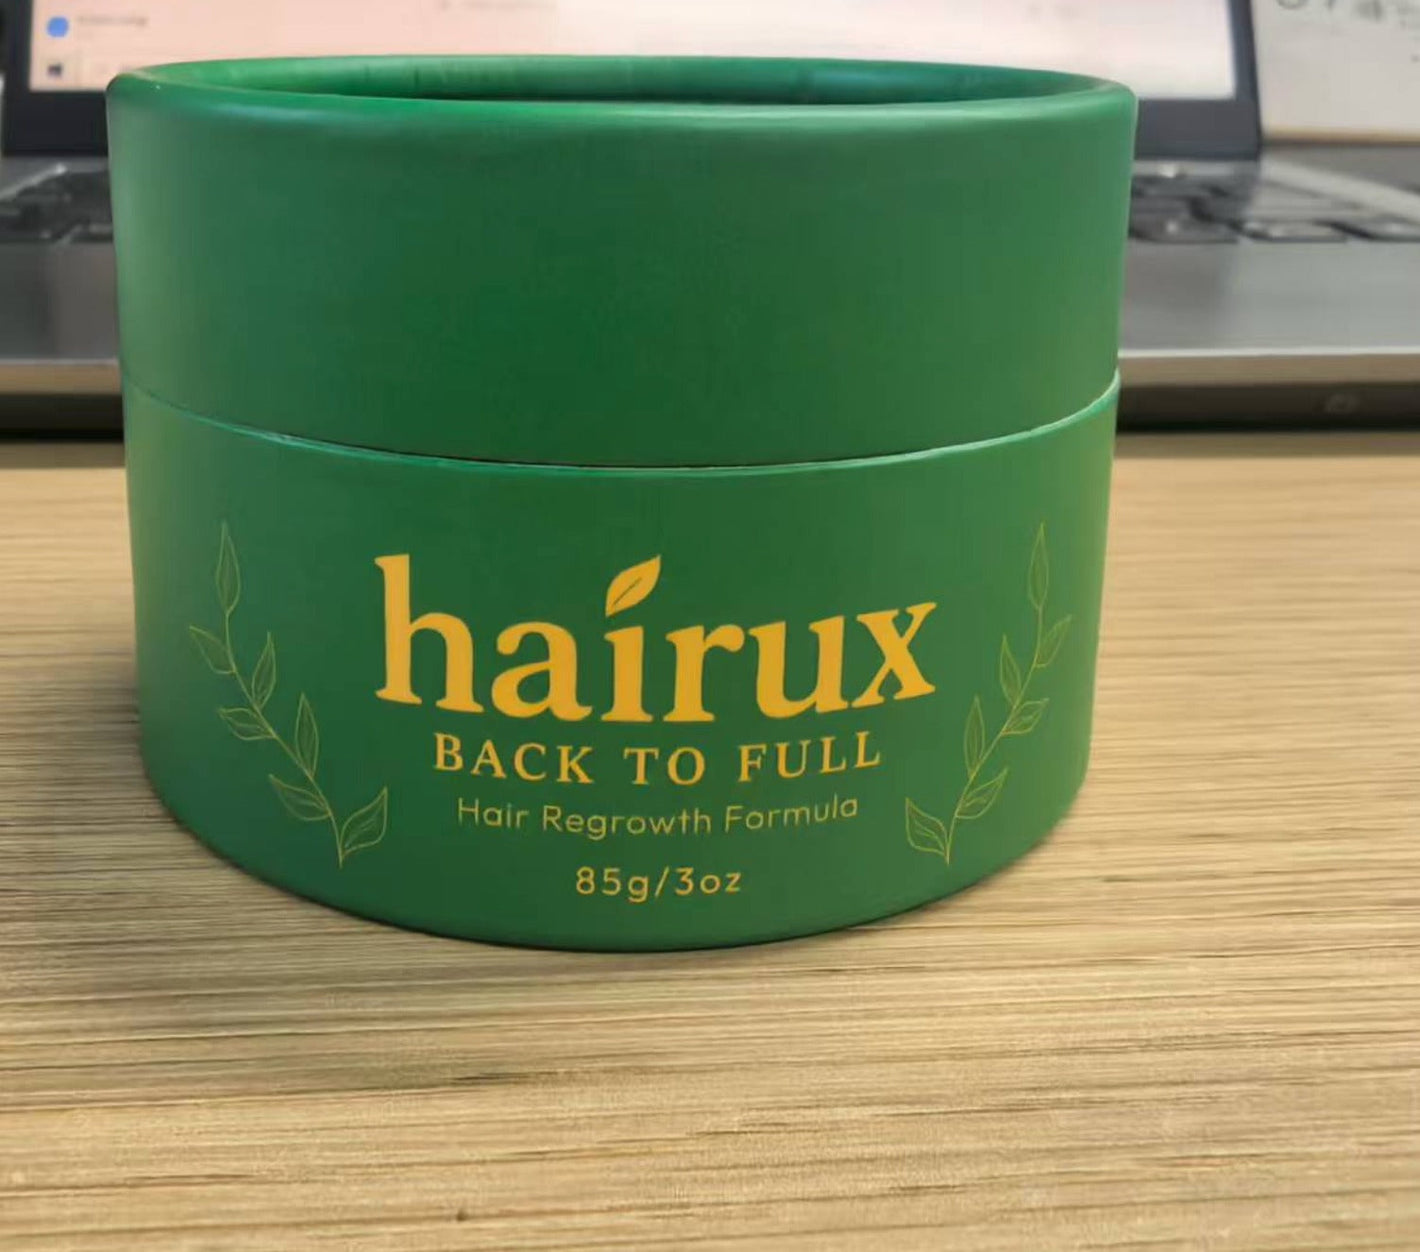 hairux
BACK TO FULL
Hair Regrowth Formula
85g/3oz